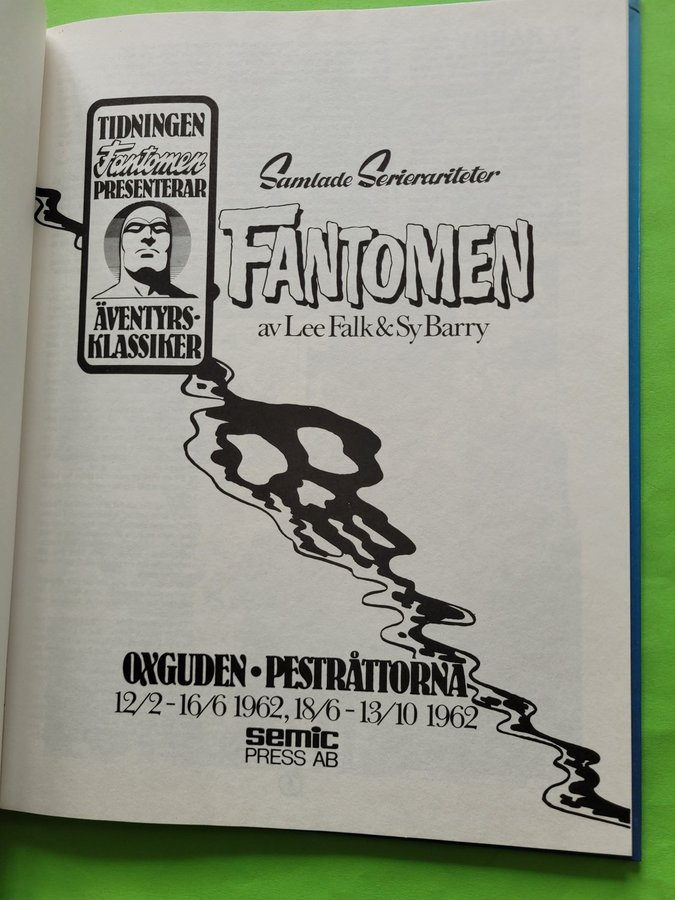 TIDNINGEN
Fantomen
PRESENTERAR
ÄVENTYRS-
KLASSIKER
Samlade Serierariteter
FANTOMEN
av Lee Falk & Sy Barry
OXGUDEN • PESTRÅTTORNA
12/2 – 16/6 1962, 18/6 – 13/10 1962
semic
PRESS AB